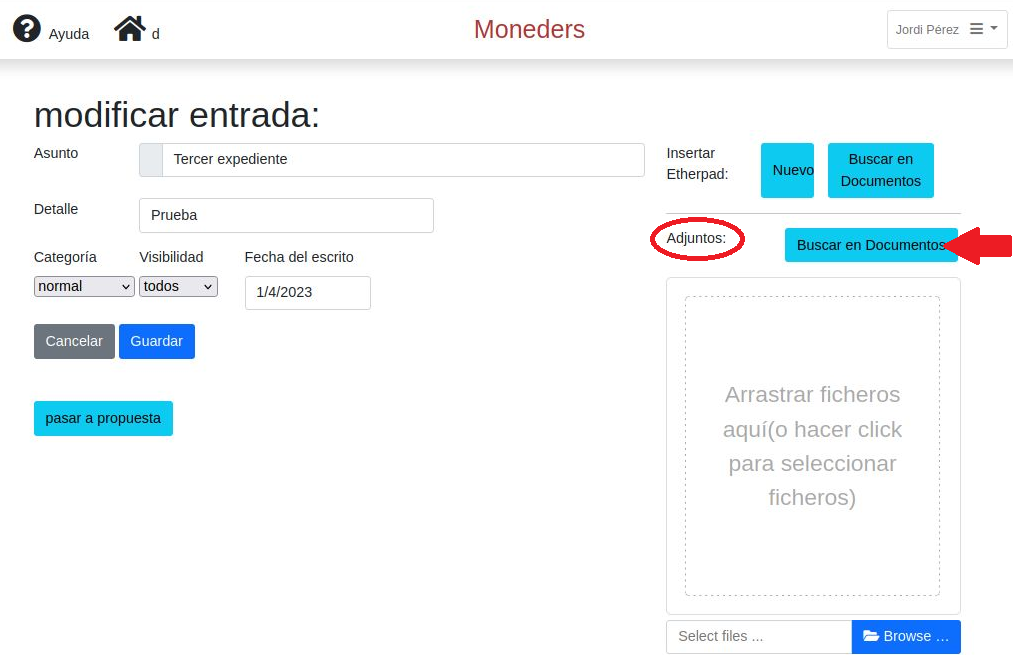 Ayuda
d
Moneders
Jordi Pérez
modificar entrada:
Asunto
Tercer expediente
Detalle
Prueba
Categoría
Visibilidad
Fecha del escrito
normal
todos
1/4/2023
Cancelar
Guardar
pasar a propuesta
Insertar
Etherpad:
Nuevo
Buscar en
Documentos
Adjuntos:
Buscar en Documentos
Arrastrar ficheros
aquí(o hacer click
para seleccionar
ficheros)
Select files ...
Browse ...